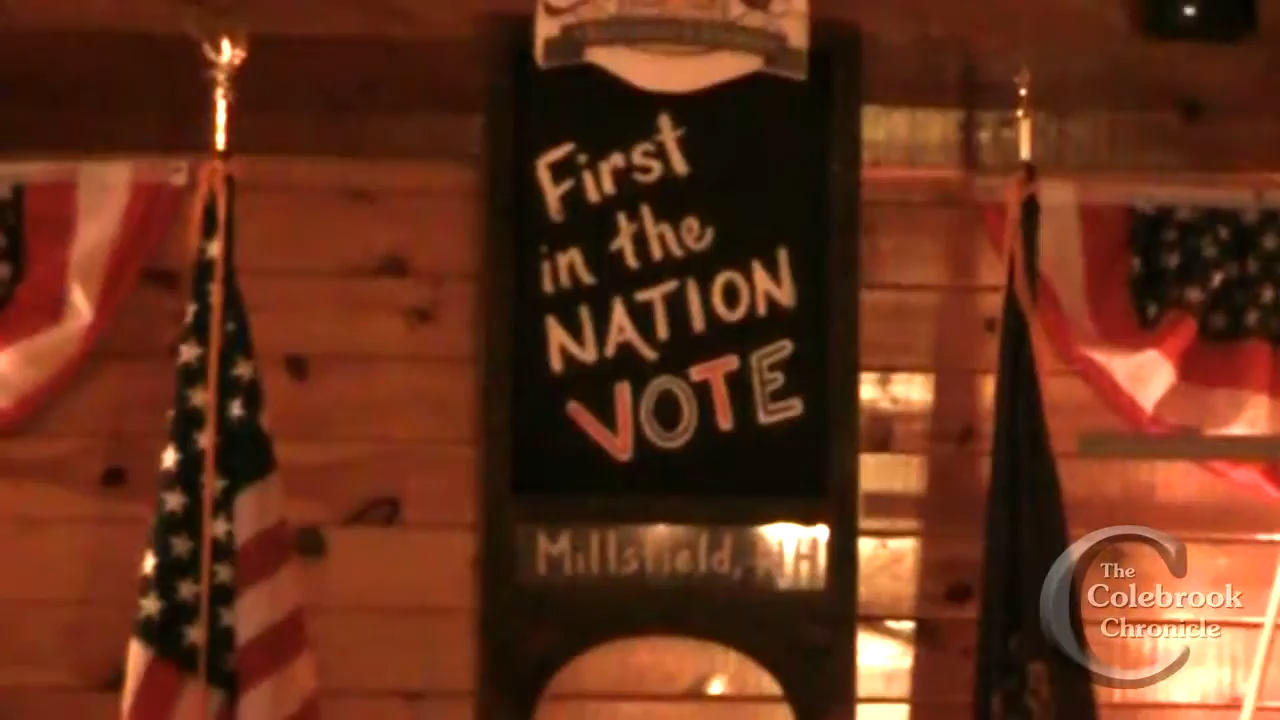 First
in the
NATION
VOTE
Millsfield, NH
The
Colebrook
Chronicle